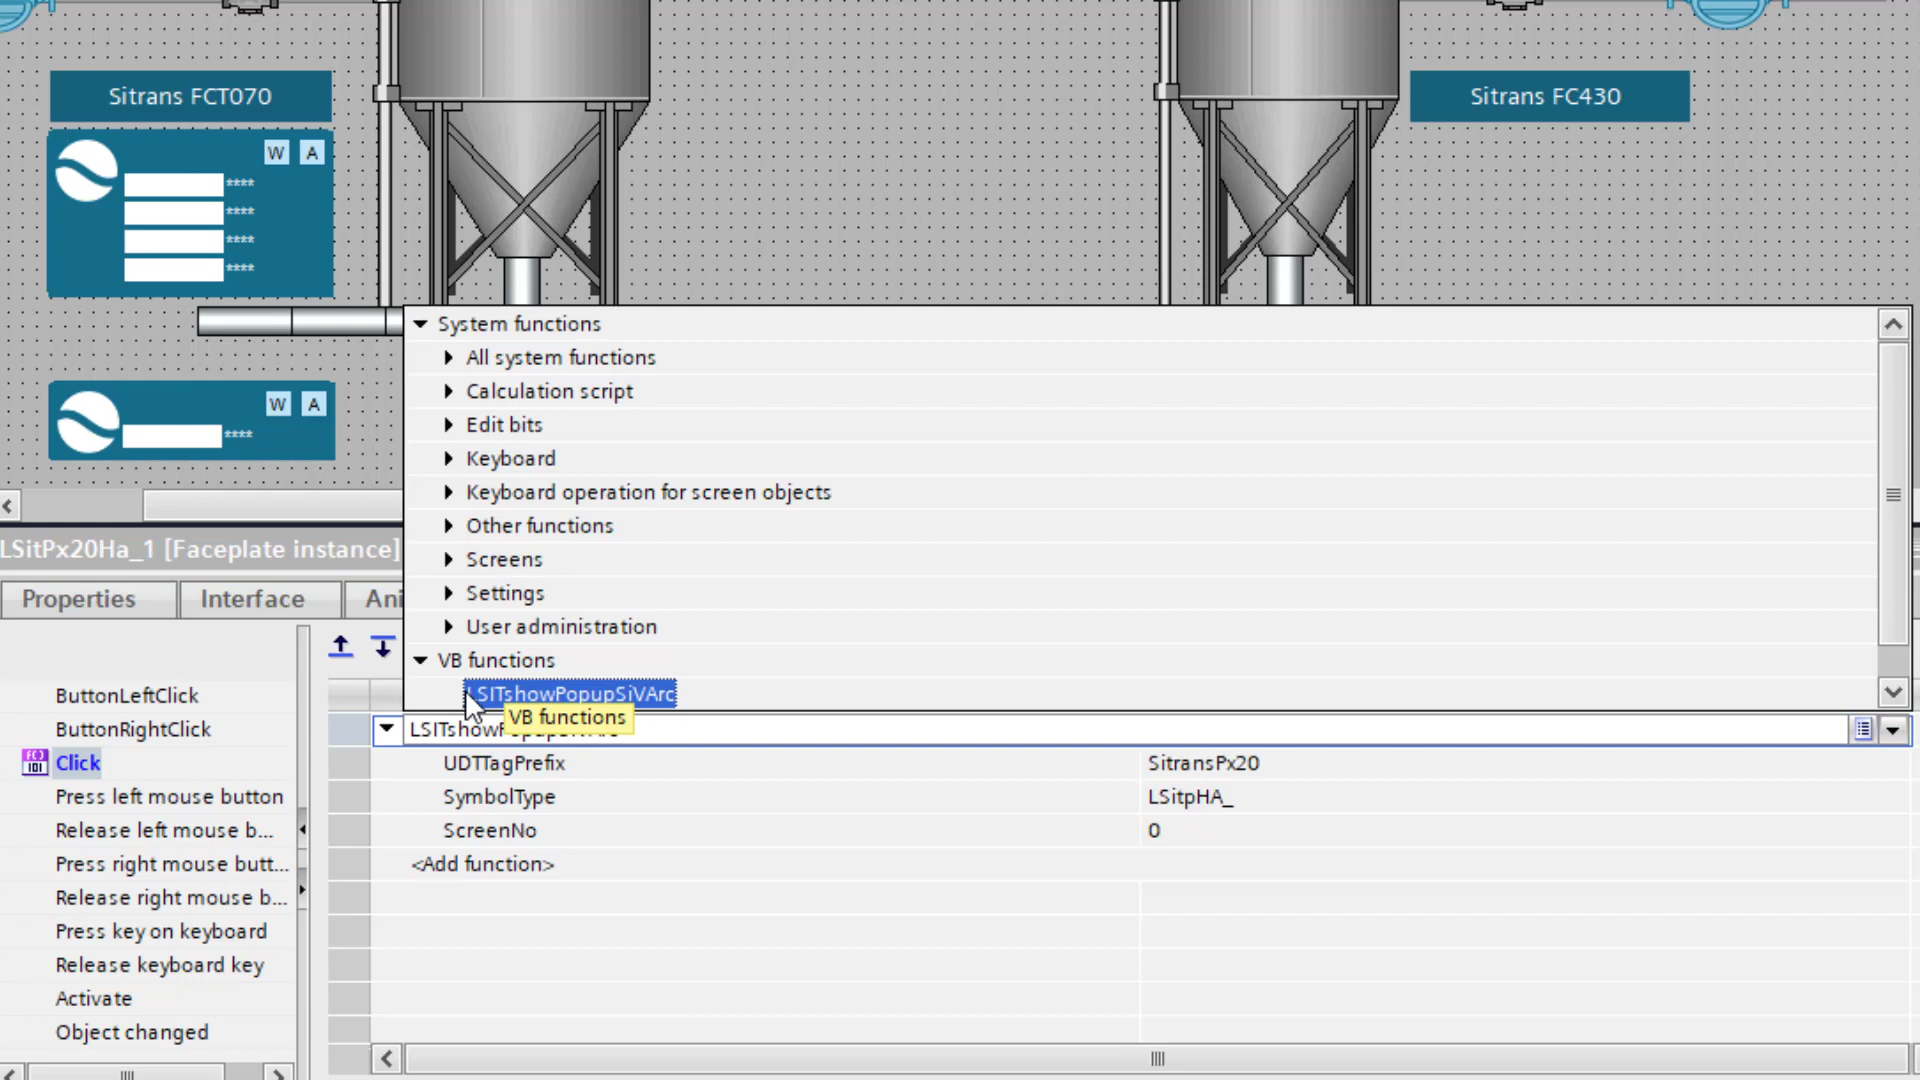 Sitrans FCT070
Sitrans FC430
W A
****
****
****
****
W A
****
System functions
All system functions
Calculation script
Edit bits
Keyboard
Keyboard operation for screen objects
Other functions
Screens
Settings
User administration
VB functions
LSITshowPopupSiVArc
VB functions
LSitPx20Ha_1 [Faceplate instance]
Properties
Interface
Ani
ButtonLeftClick
ButtonRightClick
Click
Press left mouse button
Release left mouse b...
Press right mouse butt...
Release right mouse b...
Press key on keyboard
Release keyboard key
Activate
Object changed
LSITshowPopupSiVArc
UDTTagPrefix SitransPx20
SymbolType LSitpHA_
ScreenNo 0
<Add function>